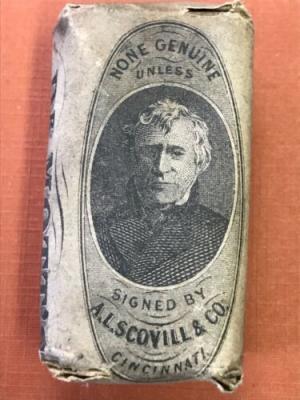 NONE GENUINE
UNLESS
SIGNED BY
A.L.SCOVILL & CO.
CINCINNATI.